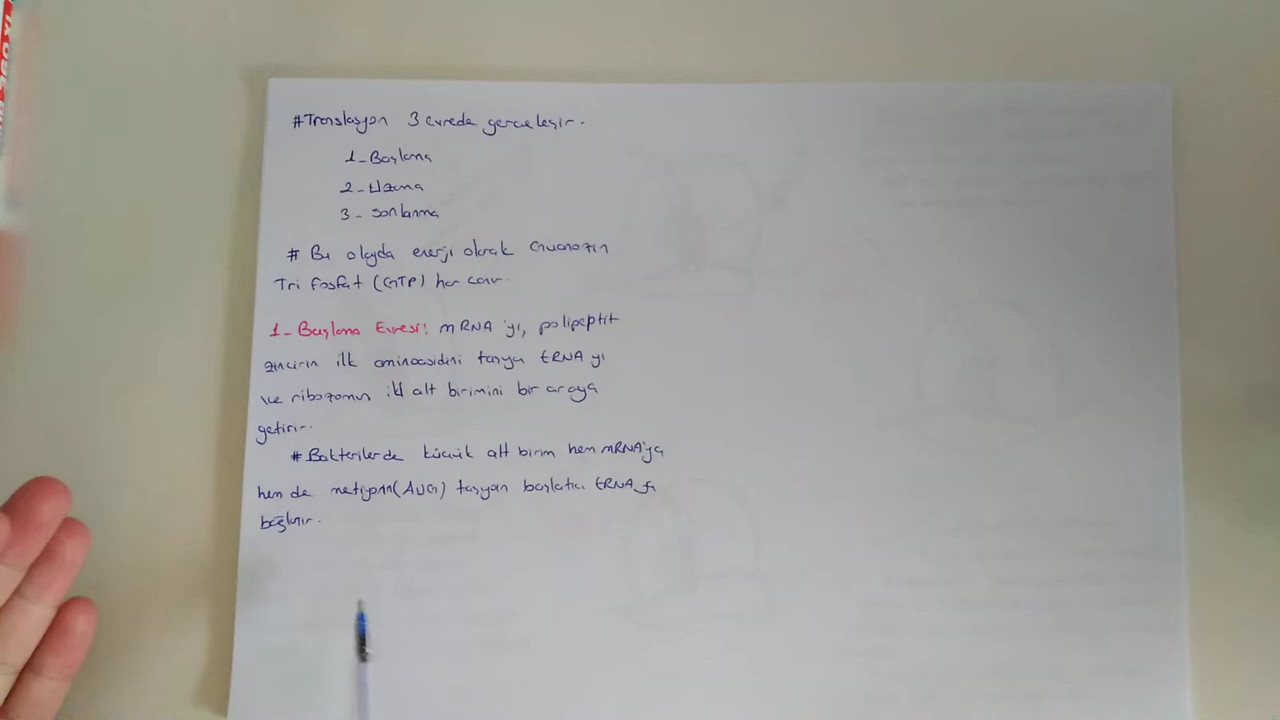 #Translasyon 3 evrede gerçekleşir.
1-Başlama
2-Uzama
3-Sonlanma
# Bu olayda enerji olarak Guanozin
Tri fosfat (GTP) harcanır.
1-Başlama Evresi: mRNA'yı, polipeptit
zincirin ilk aminoasidini taşıyan tRNA yı
ve ribozomun iki alt birimini bir araya
getirir.
#Bakterilerde küçük alt birim hem mRNA'ya
hem de metiyonin(AUG) taşıyan başlatıcı tRNA ya
bağlanır.